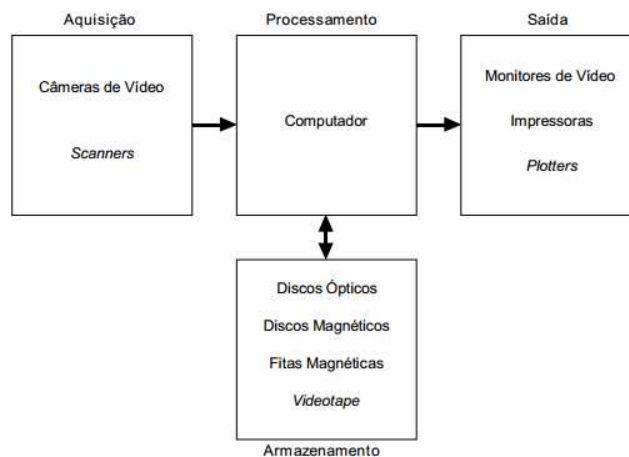 Aquisição
Processamento
Saída
Câmeras de Vídeo
Scanners
Computador
Monitores de Vídeo
Impressoras
Plotters
Discos Ópticos
Discos Magnéticos
Fitas Magnéticas
Videotape
Armazenamento